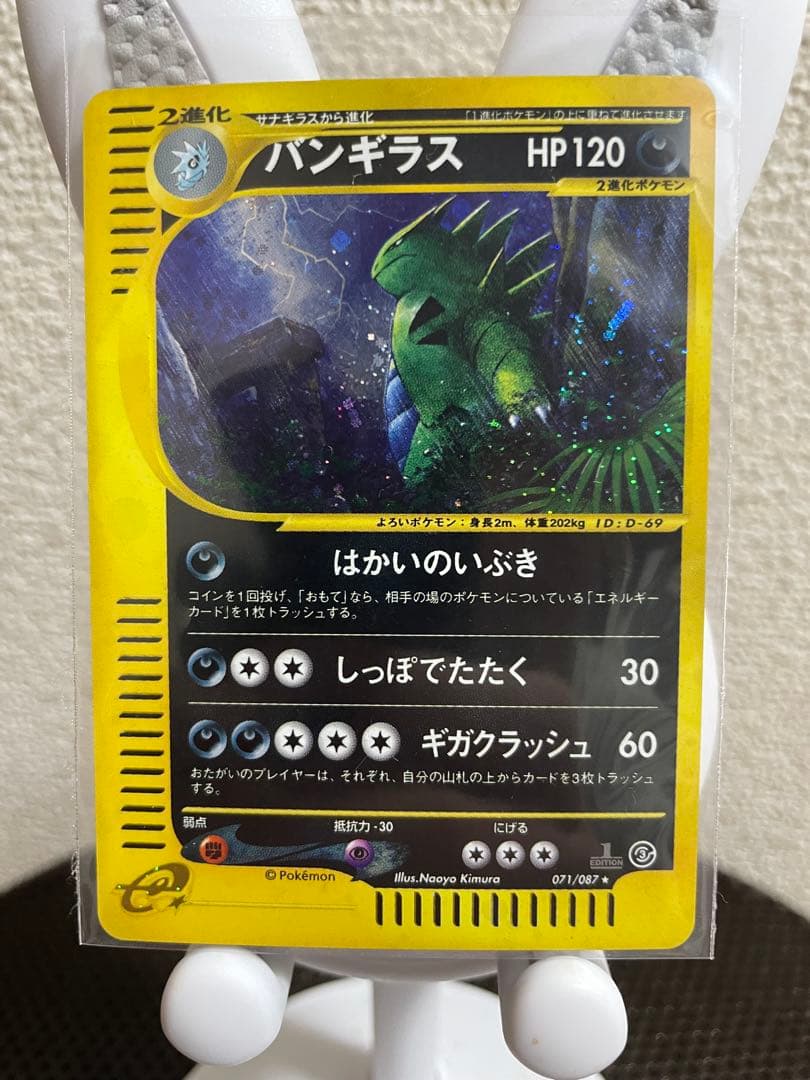 2進化
サナギラスから進化
「1進化ポケモン」の上に重ねて進化させます
バンギラス HP120
2進化ポケモン
よろいポケモン：身長2m、体重202kg ID:D-69
はかいのいぶき
コインを1回投げ、「おもて」なら、相手の場のポケモンについている「エネルギー
カード」を1枚トラッシュする。
しっぽでたたく 30
ギガクラッシュ 60
おたがいのプレイヤーは、それぞれ、自分の山札の上からカードを3枚トラッシュ
する。
弱点 抵抗力-30 にげる
1 EDITION ③
© Pokémon Illus.Naoyo Kimura 071/087 ★
e